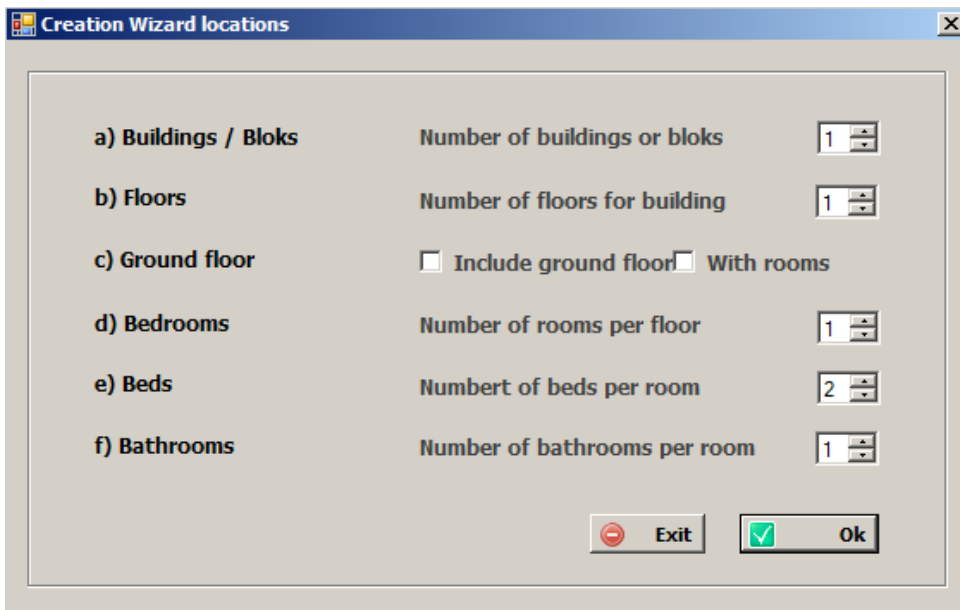 Creation Wizard locations
a) Buildings / Bloks Number of buildings or bloks 1
b) Floors Number of floors for building 1
c) Ground floor Include ground floor With rooms
d) Bedrooms Number of rooms per floor 1
e) Beds Numbert of beds per room 2
f) Bathrooms Number of bathrooms per room 1
Exit Ok